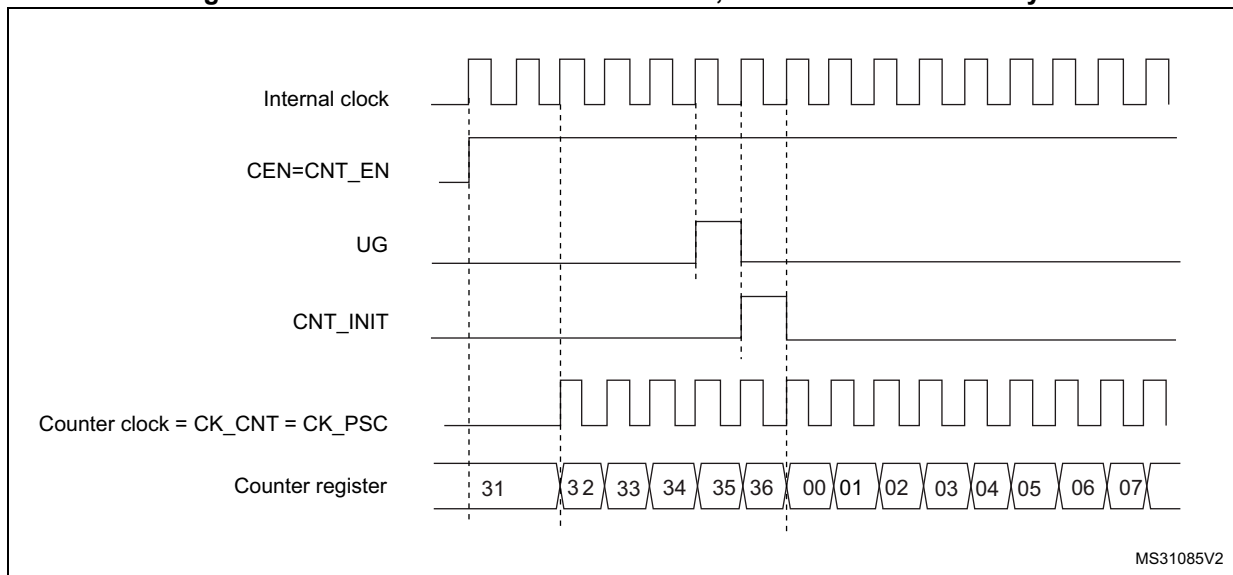 Internal clock
CEN=CNT_EN
UG
CNT_INIT
Counter clock = CK_CNT = CK_PSC
Counter register 31 32 33 34 35 36 00 01 02 03 04 05 06 07
MS31085V2